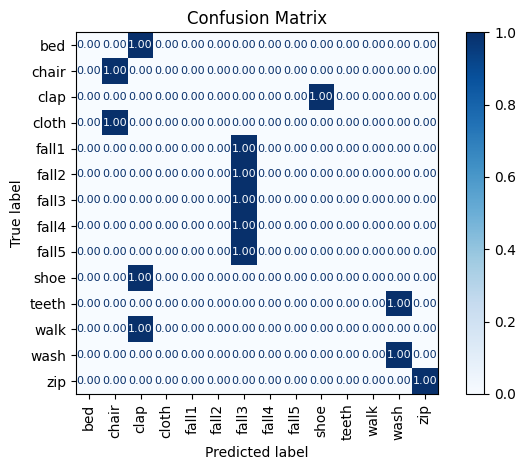 Confusion Matrix
True label
bed 0.00 0.00 1.00 0.00 0.00 0.00 0.00 0.00 0.00 0.00 0.00 0.00 0.00 0.00
chair 0.00 1.00 0.00 0.00 0.00 0.00 0.00 0.00 0.00 0.00 0.00 0.00 0.00 0.00
clap 0.00 0.00 0.00 0.00 0.00 0.00 0.00 0.00 0.00 1.00 0.00 0.00 0.00 0.00
cloth 0.00 1.00 0.00 0.00 0.00 0.00 0.00 0.00 0.00 0.00 0.00 0.00 0.00 0.00
fall1 0.00 0.00 0.00 0.00 0.00 0.00 1.00 0.00 0.00 0.00 0.00 0.00 0.00 0.00
fall2 0.00 0.00 0.00 0.00 0.00 0.00 1.00 0.00 0.00 0.00 0.00 0.00 0.00 0.00
fall3 0.00 0.00 0.00 0.00 0.00 0.00 1.00 0.00 0.00 0.00 0.00 0.00 0.00 0.00
fall4 0.00 0.00 0.00 0.00 0.00 0.00 1.00 0.00 0.00 0.00 0.00 0.00 0.00 0.00
fall5 0.00 0.00 0.00 0.00 0.00 0.00 1.00 0.00 0.00 0.00 0.00 0.00 0.00 0.00
shoe 0.00 0.00 1.00 0.00 0.00 0.00 0.00 0.00 0.00 0.00 0.00 0.00 0.00 0.00
teeth 0.00 0.00 0.00 0.00 0.00 0.00 0.00 0.00 0.00 0.00 0.00 0.00 1.00 0.00
walk 0.00 0.00 1.00 0.00 0.00 0.00 0.00 0.00 0.00 0.00 0.00 0.00 0.00 0.00
wash 0.00 0.00 0.00 0.00 0.00 0.00 0.00 0.00 0.00 0.00 0.00 0.00 1.00 0.00
zip 0.00 0.00 0.00 0.00 0.00 0.00 0.00 0.00 0.00 0.00 0.00 0.00 0.00 1.00
bed chair clap cloth fall1 fall2 fall3 fall4 fall5 shoe teeth walk wash zip
Predicted label
1.0
0.8
0.6
0.4
0.2
0.0